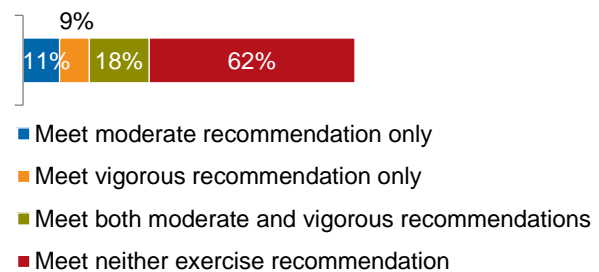 9%
11% 18% 62%
Meet moderate recommendation only
Meet vigorous recommendation only
Meet both moderate and vigorous recommendations
Meet neither exercise recommendation